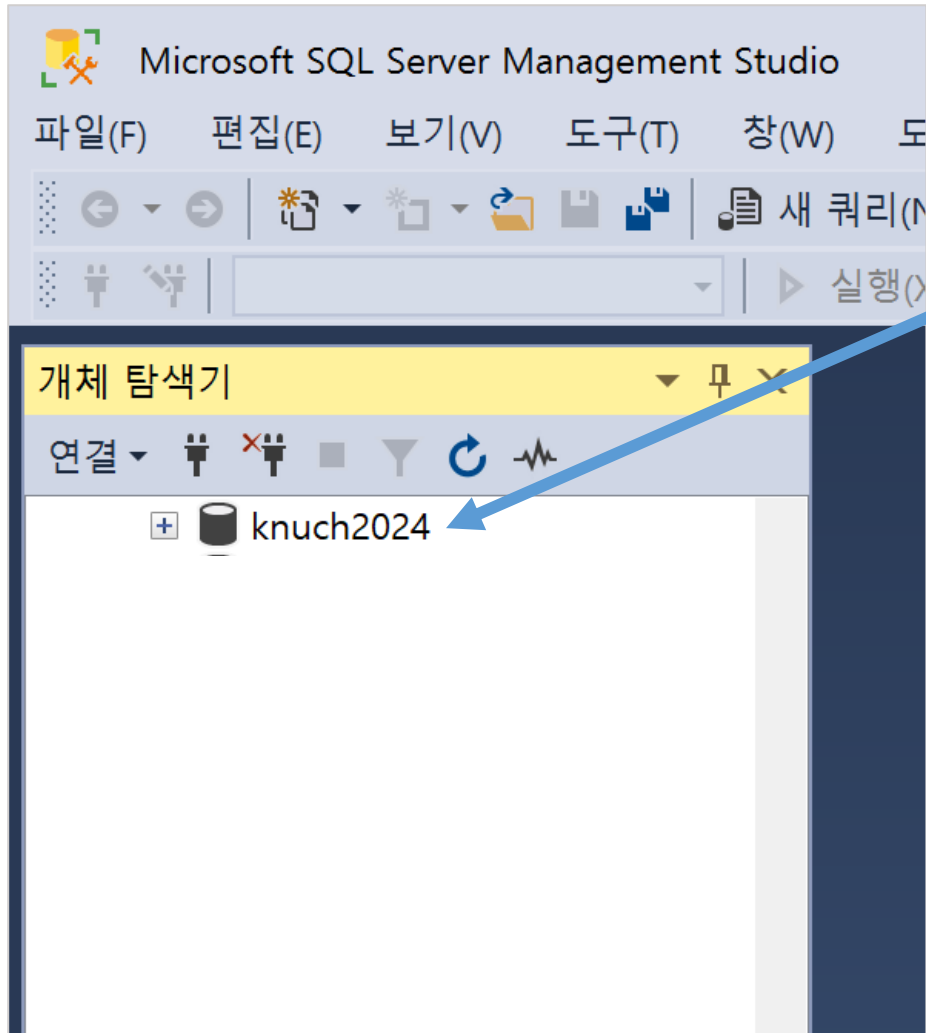 Microsoft SQL Server Management Studio
파일(F) 편집(E) 보기(V) 도구(T) 창(W) 도
새 쿼리(N
실행(X
개체 탐색기
연결
knuch2024